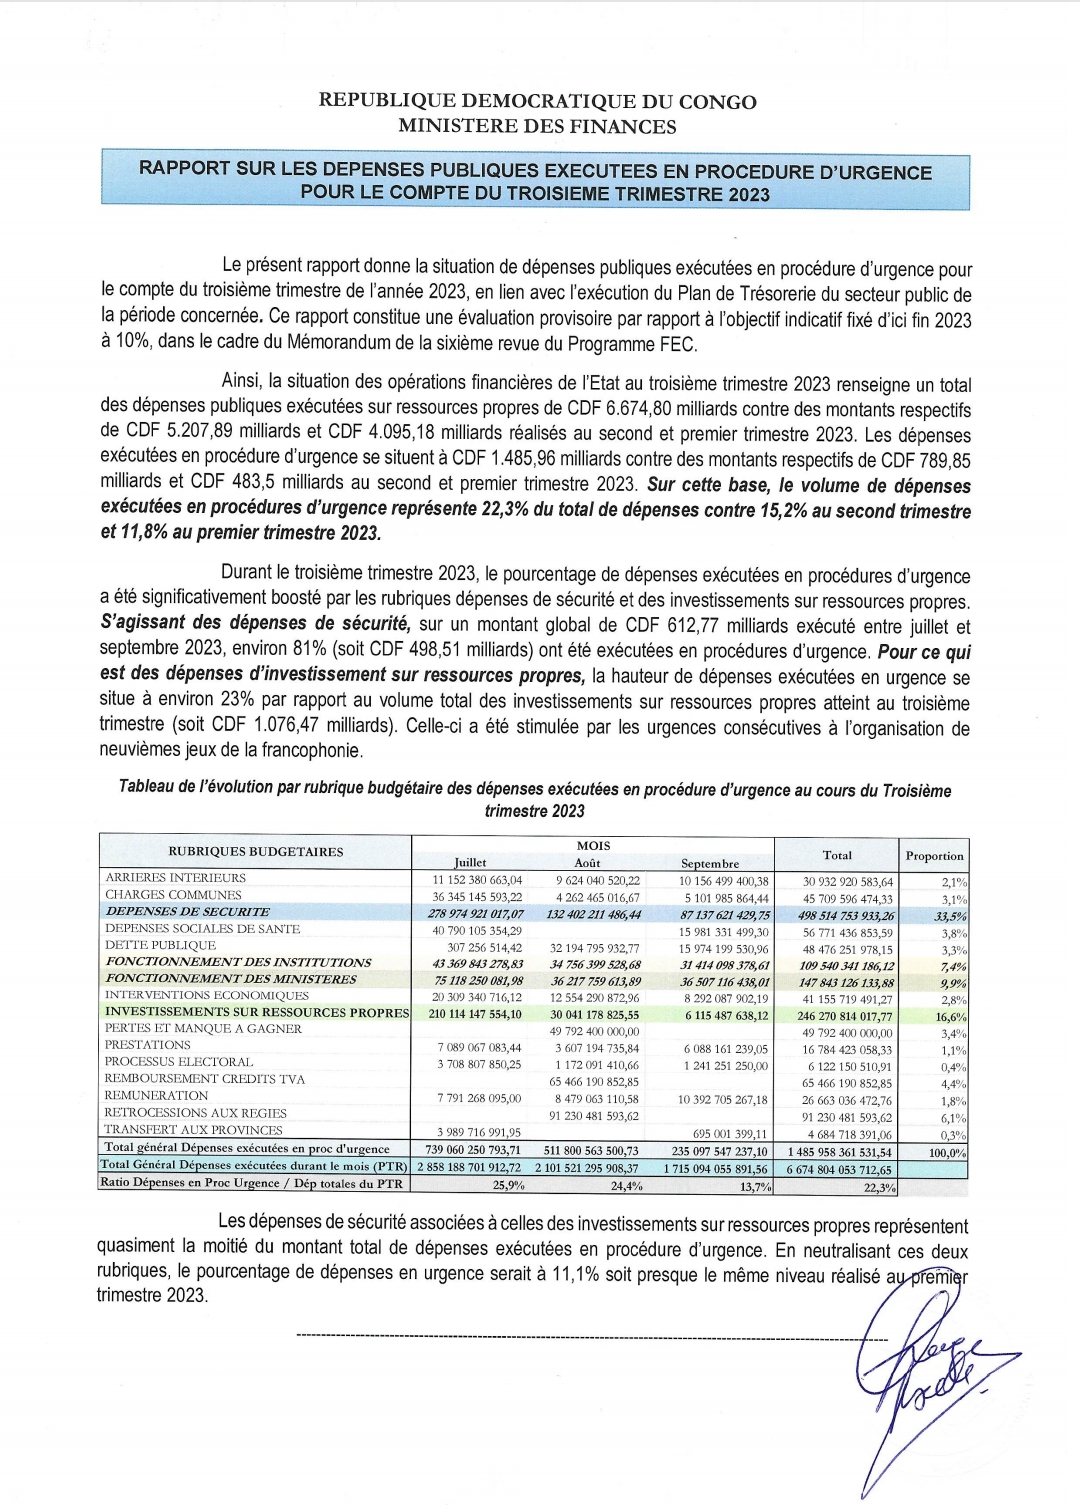 REPUBLIQUE DEMOCRATIQUE DU CONGO
MINISTERE DES FINANCES
RAPPORT SUR LES DEPENSES PUBLIQUES EXECUTEES EN PROCEDURE D'URGENCE
POUR LE COMPTE DU TROISIEME TRIMESTRE 2023
Le présent rapport donne la situation de dépenses publiques exécutées en procédure d'urgence pour
le compte du troisième trimestre de l'année 2023, en lien avec l'exécution du Plan de Trésorerie du secteur public de
la période concernée. Ce rapport constitue une évaluation provisoire par rapport à l'objectif indicatif fixé d'ici fin 2023
à 10%, dans le cadre du Mémorandum de la sixième revue du Programme FEC.
Ainsi, la situation des opérations financières de l'Etat au troisième trimestre 2023 renseigne un total
des dépenses publiques exécutées sur ressources propres de CDF 6.674,80 milliards contre des montants respectifs
de CDF 5.207,89 milliards et CDF 4.095,18 milliards réalisés au second et premier trimestre 2023. Les dépenses
exécutées en procédure d'urgence se situent à CDF 1.485,96 milliards contre des montants respectifs de CDF 789,85
milliards et CDF 483,5 milliards au second et premier trimestre 2023. Sur cette base, le volume de dépenses
exécutées en procédures d'urgence représente 22,3% du total de dépenses contre 15,2% au second trimestre
et 11,8% au premier trimestre 2023.
Durant le troisième trimestre 2023, le pourcentage de dépenses exécutées en procédures d'urgence
a été significativement boosté par les rubriques dépenses de sécurité et des investissements sur ressources propres.
S'agissant des dépenses de sécurité, sur un montant global de CDF 612,77 milliards exécuté entre juillet et
septembre 2023, environ 81% (soit CDF 498,51 milliards) ont été exécutées en procédures d'urgence. Pour ce qui
est des dépenses d'investissement sur ressources propres, la hauteur de dépenses exécutées en urgence se
situe à environ 23% par rapport au volume total des investissements sur ressources propres atteint au troisième
trimestre (soit CDF 1.076,47 milliards). Celle-ci a été stimulée par les urgences consécutives à l'organisation de
neuvièmes jeux de la francophonie.
Tableau de l'évolution par rubrique budgétaire des dépenses exécutées en procédure d'urgence au cours du Troisième
trimestre 2023
RUBRIQUES BUDGETAIRES MOIS Total Proportion
Juillet Août Septembre
ARRIERES INTERIEURS 11 152 380 663,04 9 624 040 520,22 10 156 499 400,38 30 932 920 583,64 2,1%
CHARGES COMMUNES 36 345 145 593,22 4 262 465 016,67 5 101 985 864,44 45 709 596 474,33 3,1%
DEPENSES DE SECURITE 278 974 921 017,07 132 402 211 486,44 87 137 621 429,75 498 514 753 933,26 33,5%
DEPENSES SOCIALES DE SANTE 40 790 105 354,29 15 981 331 499,30 56 771 436 853,59 3,8%
DETTE PUBLIQUE 307 256 514,42 32 194 795 932,77 15 974 199 530,96 48 476 251 978,15 3,3%
FONCTIONNEMENT DES INSTITUTIONS 43 369 843 278,83 34 756 399 528,68 31 414 098 378,61 109 540 341 186,12 7,4%
FONCTIONNEMENT DES MINISTERES 75 118 250 081,98 36 217 759 613,89 36 507 116 438,01 147 843 126 133,88 9,9%
INTERVENTIONS ECONOMIQUES 20 309 340 716,12 12 554 290 872,96 8 292 087 902,19 41 155 719 491,27 2,8%
INVESTISSEMENTS SUR RESSOURCES PROPRES 210 114 147 554,10 30 041 178 825,55 6 115 487 638,12 246 270 814 017,77 16,6%
PERTES ET MANQUE A GAGNER 49 792 400 000,00 49 792 400 000,00 3,4%
PRESTATIONS 7 089 067 083,44 3 607 194 735,84 6 088 161 239,05 16 784 423 058,33 1,1%
PROCESSUS ELECTORAL 3 708 807 850,25 1 172 091 410,66 1 241 251 250,00 6 122 150 510,91 0,4%
REMBOURSEMENT CREDITS TVA 65 466 190 852,85 65 466 190 852,85 4,4%
REMUNERATION 7 791 268 095,00 8 479 063 110,58 10 392 705 267,18 26 663 036 472,76 1,8%
RETROCESSIONS AUX REGIES 91 230 481 593,62 91 230 481 593,62 6,1%
TRANSFERT AUX PROVINCES 3 989 716 991,95 695 001 399,11 4 684 718 391,06 0,3%
Total général Dépenses exécutées en proc d'urgence 739 060 250 793,71 511 800 563 500,73 235 097 547 237,10 1 485 958 361 531,54 100,0%
Total Général Dépenses exécutées durant le mois (PTR) 2 858 188 701 912,72 2 101 521 295 908,37 1 715 094 055 891,56 6 674 804 053 712,65
Ratio Dépenses en Proc Urgence / Dép totales du PTR 25,9% 24,4% 13,7% 22,3%
Les dépenses de sécurité associées à celles des investissements sur ressources propres représentent
quasiment la moitié du montant total de dépenses exécutées en procédure d'urgence. En neutralisant ces deux
rubriques, le pourcentage de dépenses en urgence serait à 11,1% soit presque le même niveau réalisé au premier
trimestre 2023.